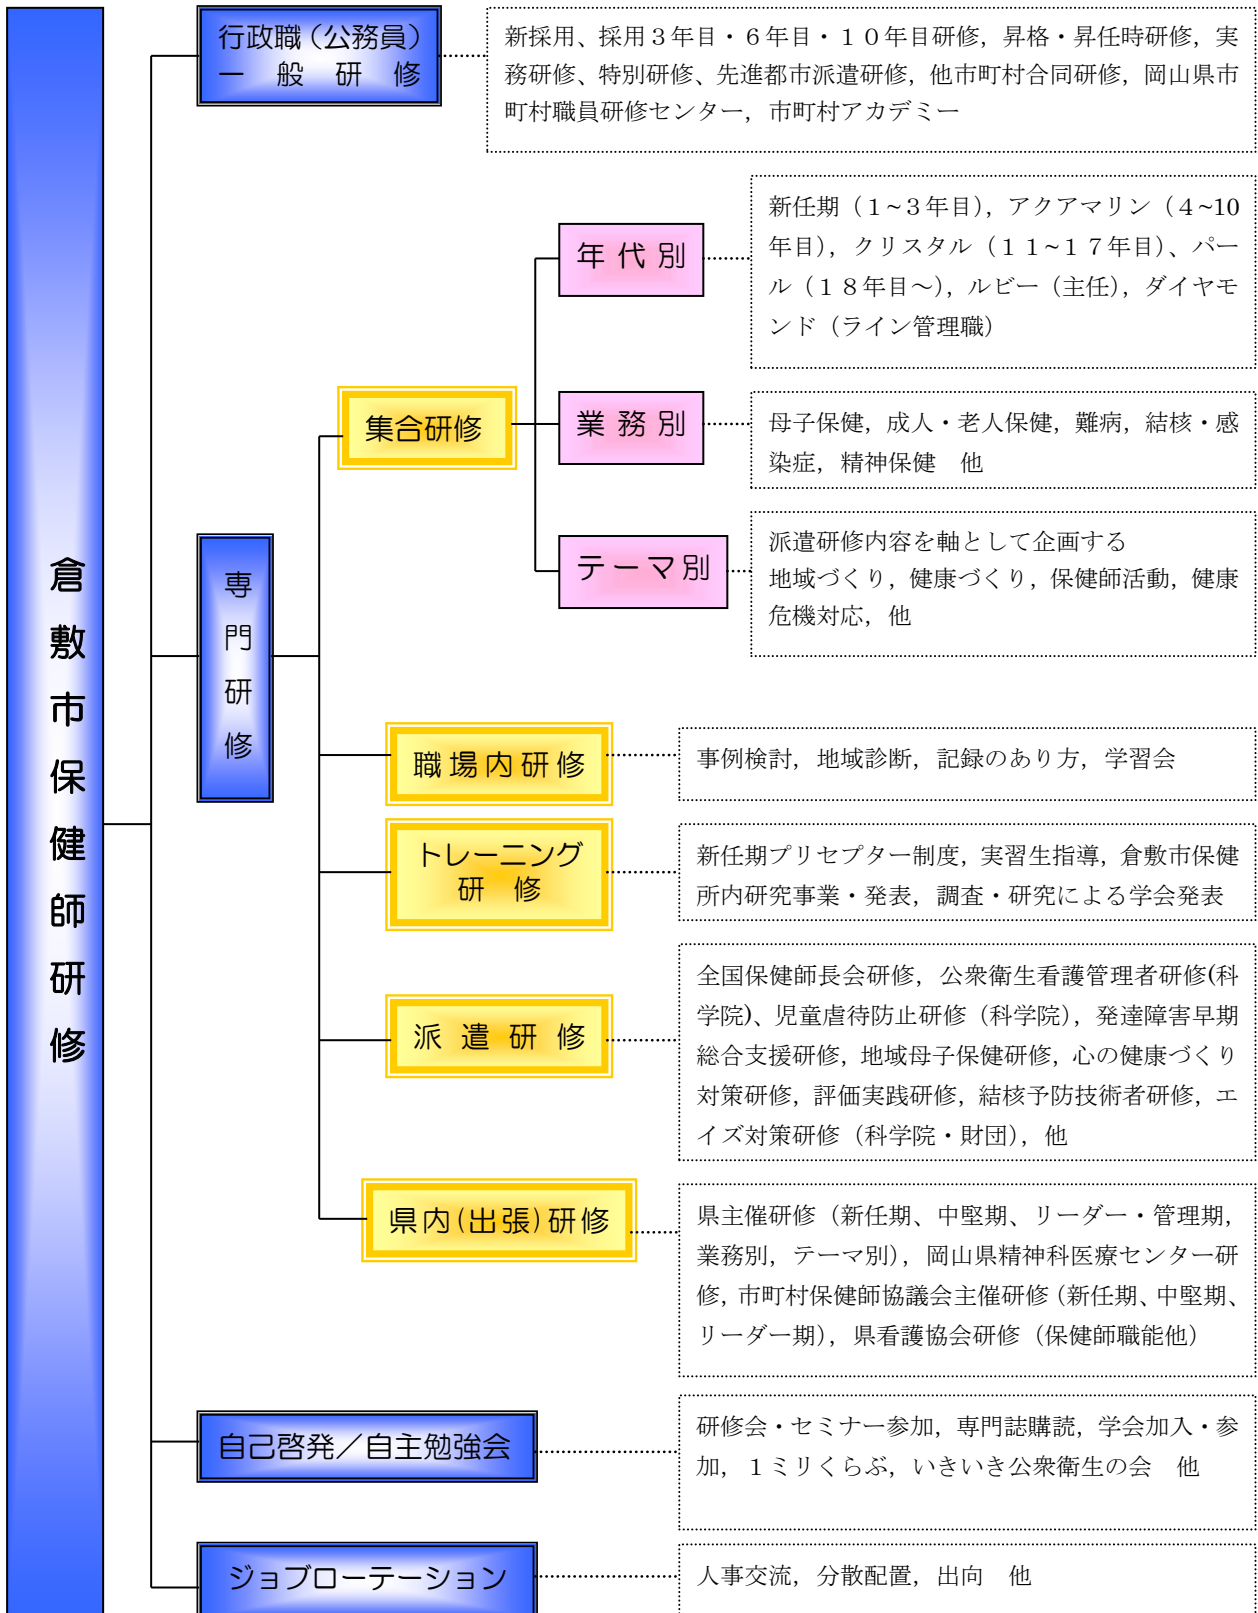 倉敷市保健師研修
行政職（公務員）
一般研修
新採用、採用３年目・６年目・１０年目研修，昇格・昇任時研修，実
務研修、特別研修、先進都市派遣研修，他市町村合同研修，岡山県市
町村職員研修センター，市町村アカデミー
専門研修
集合研修
年代別
新任期（１~３年目），アクアマリン（４~10
年目），クリスタル（１１~１７年目）、パー
ル（１８年目～），ルビー（主任），ダイヤモ
ンド（ライン管理職）
業務別
母子保健，成人・老人保健，難病，結核・感
染症，精神保健　他
テーマ別
派遣研修内容を軸として企画する
地域づくり，健康づくり，保健師活動，健康
危機対応，他
職場内研修
事例検討，地域診断，記録のあり方，学習会
トレーニング
研修
新任期プリセプター制度，実習生指導，倉敷市保健
所内研究事業・発表，調査・研究による学会発表
派遣研修
全国保健師長会研修，公衆衛生看護管理者研修(科
学院)、児童虐待防止研修（科学院），発達障害早期
総合支援研修，地域母子保健研修，心の健康づくり
対策研修，評価実践研修，結核予防技術者研修，エ
イズ対策研修（科学院・財団），他
県内(出張)研修
県主催研修（新任期、中堅期、リーダー・管理期，
業務別，テーマ別），岡山県精神科医療センター研
修，市町村保健師協議会主催研修（新任期、中堅期、
リーダー期），県看護協会研修（保健師職能他）
自己啓発／自主勉強会
研修会・セミナー参加，専門誌購読，学会加入・参
加，１ミリくらぶ，いきいき公衆衛生の会　他
ジョブローテーション
人事交流，分散配置，出向　他